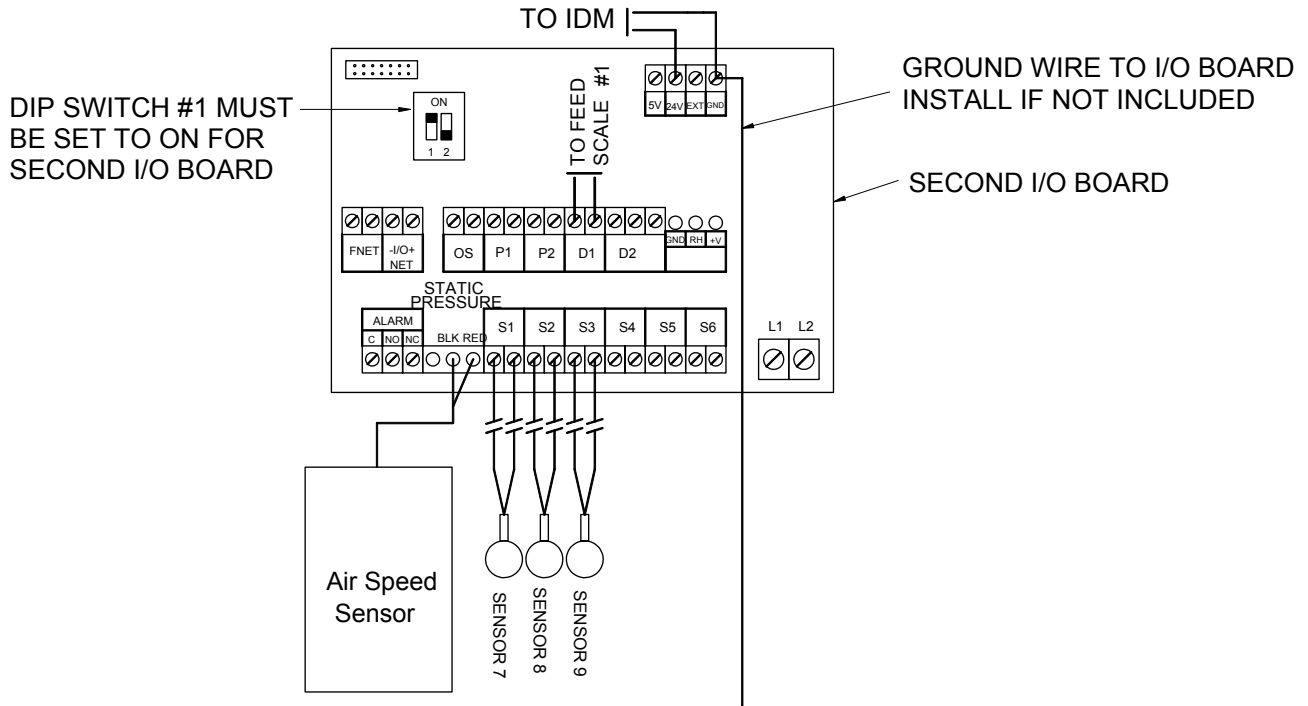 TO IDM
DIP SWITCH #1 MUST
BE SET TO ON FOR
SECOND I/O BOARD
ON
1 2
TO FEED
SCALE #1
5V 24V EXT GND
GROUND WIRE TO I/O BOARD
INSTALL IF NOT INCLUDED
SECOND I/O BOARD
FNET -I/O+
NET
OS P1 P2 D1 D2
GND RH +V
STATIC
PRESSURE
ALARM
C NO NC
BLK RED
S1 S2 S3 S4 S5 S6
L1 L2
Air Speed
Sensor
SENSOR 7
SENSOR 8
SENSOR 9